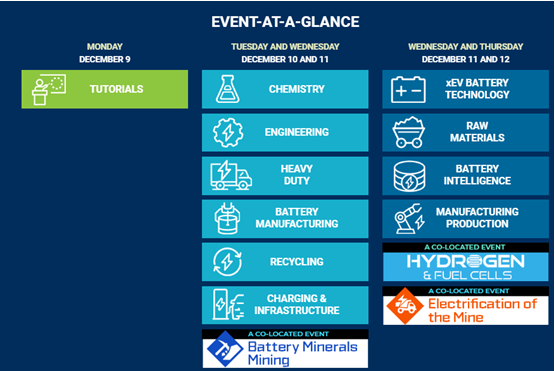 EVENT-AT-A-GLANCE
MONDAY
DECEMBER 9
TUTORIALS
TUESDAY AND WEDNESDAY
DECEMBER 10 AND 11
CHEMISTRY
ENGINEERING
HEAVY
DUTY
BATTERY
MANUFACTURING
RECYCLING
CHARGING &
INFRASTRUCTURE
A CO-LOCATED EVENT
Battery Minerals
Mining
WEDNESDAY AND THURSDAY
DECEMBER 11 AND 12
xEV BATTERY
TECHNOLOGY
RAW
MATERIALS
BATTERY
INTELLIGENCE
MANUFACTURING
PRODUCTION
A CO-LOCATED EVENT
HYDROGEN
& FUEL CELLS
A CO-LOCATED EVENT
Electrification of
the Mine